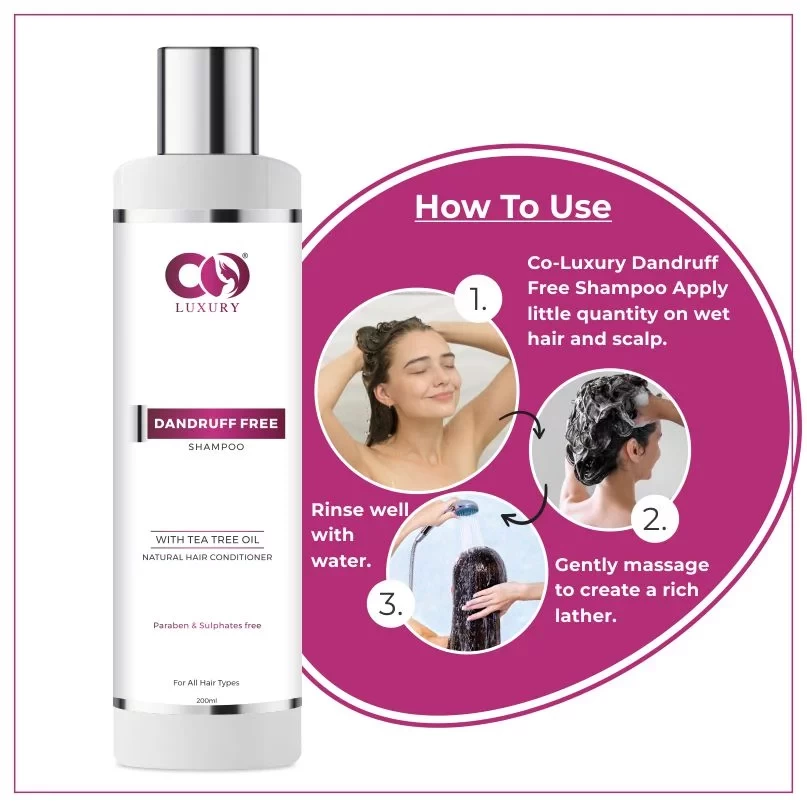 CO®
LUXURY
DANDRUFF FREE
SHAMPOO
WITH TEA TREE OIL
NATURAL HAIR CONDITIONER
Paraben & Sulphates free
For All Hair Types
200ml
How To Use
1.
Co-Luxury Dandruff
Free Shampoo Apply
little quantity on wet
hair and scalp.
2.
Gently massage
to create a rich
lather.
Rinse well
with
water.
3.